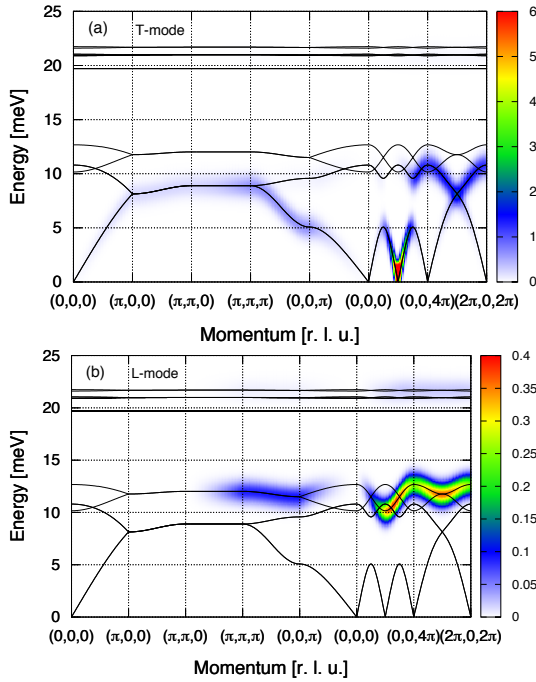 (a)
T-mode
Energy [meV]
25
20
15
10
5
0
6
5
4
3
2
1
0
(0,0,0) (π,0,0) (π,π,0) (π,π,π) (0,0,π) (0,0,0) (0,0,4π)(2π,0,2π)
Momentum [r. l. u.]
(b)
L-mode
Energy [meV]
25
20
15
10
5
0
0.4
0.35
0.3
0.25
0.2
0.15
0.1
0.05
0
(0,0,0) (π,0,0) (π,π,0) (π,π,π) (0,0,π) (0,0,0) (0,0,4π)(2π,0,2π)
Momentum [r. l. u.]